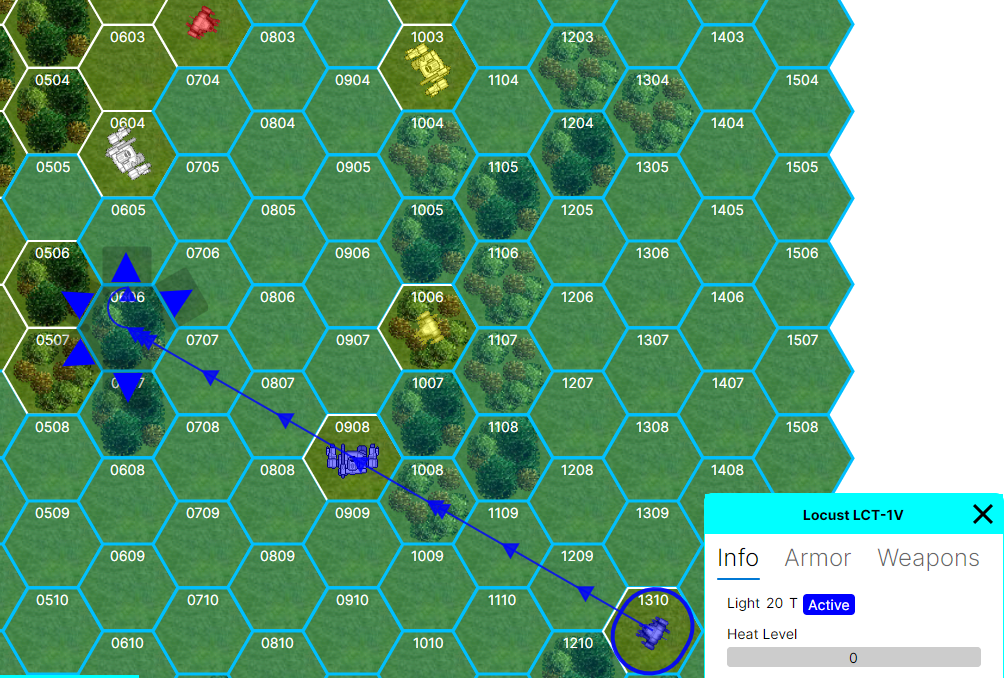 0603 0803 1003 1203 1403
0504 0704 0904 1104 1304 1504
0604 0804 1004 1204 1404
0505 0705 0905 1105 1305 1505
0605 0805 1005 1205 1405
0506 0706 0906 1106 1306 1506
0806 1006 1206 1406
0507 0707 0907 1107 1307 1507
0807 1007 1207 1407
0508 0708 0908 1108 1308 1508
0608 0808 1008 1208 1408
0509 0709 0909 1109 1309
0609 0809 1009 1209
0510 0710 0910 1110 1310
0610 0810 1010 1210
Locust LCT-1V
Info Armor Weapons
Light 20 T Active
Heat Level
0